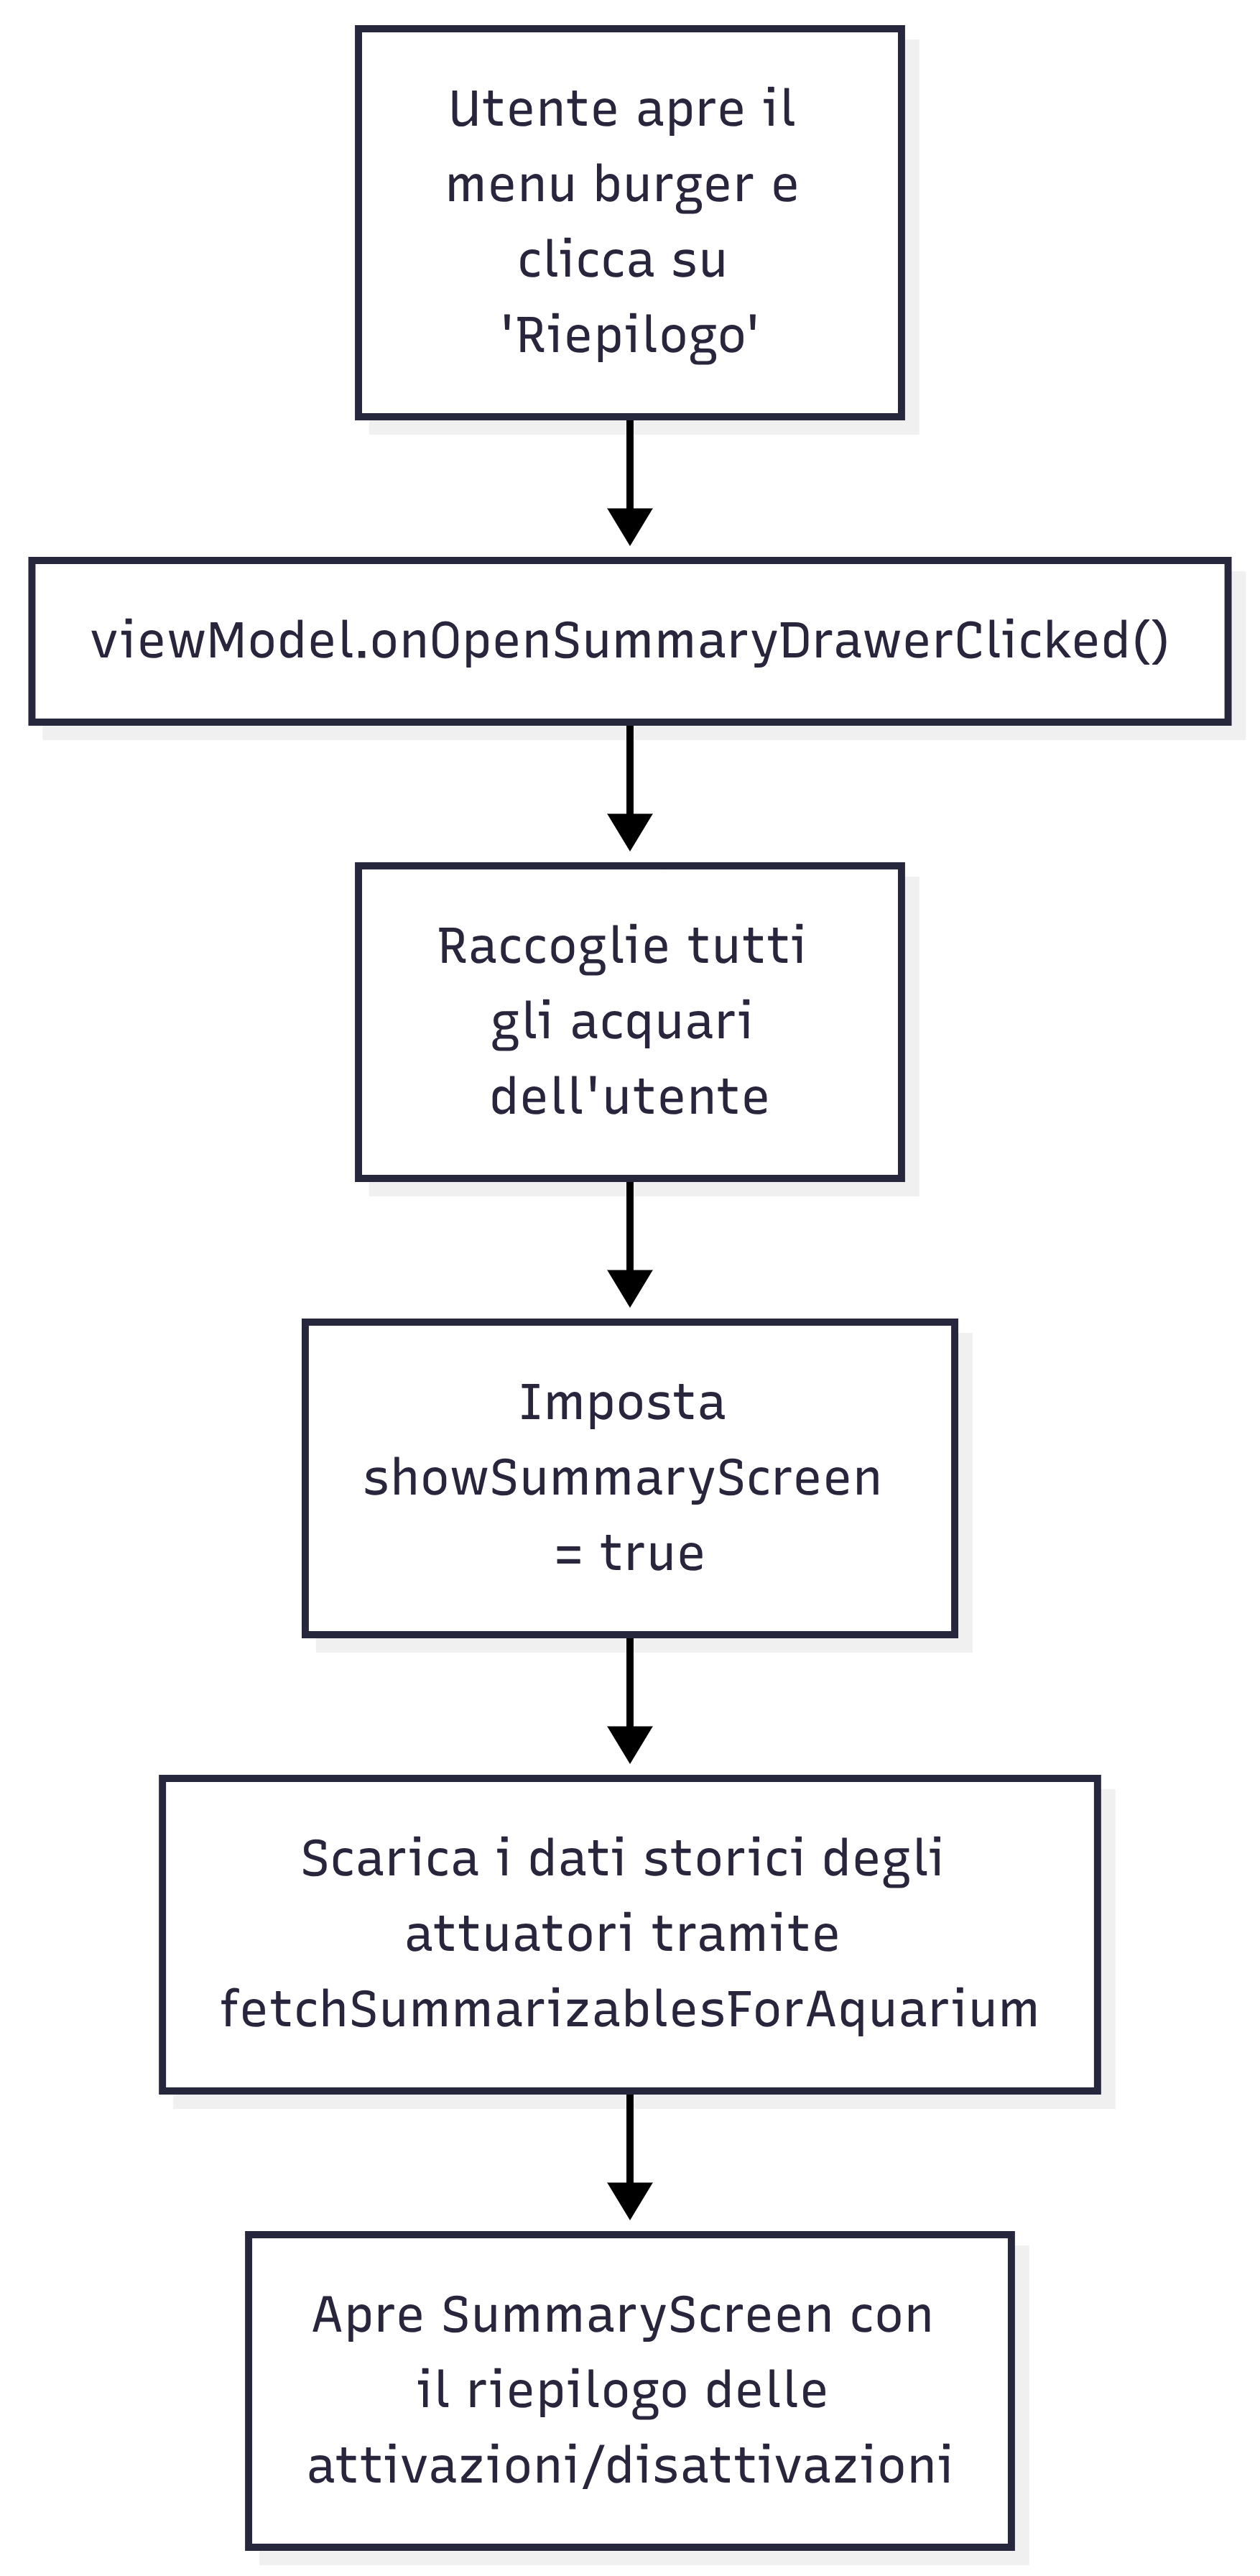 Utente apre il
menu burger e
clicca su
'Riepilogo'
viewModel.onOpenSummaryDrawerClicked()
Raccoglie tutti
gli acquari
dell'utente
Imposta
showSummaryScreen
= true
Scarica i dati storici degli
attuatori tramite
fetchSummarizablesForAquarium
Apre SummaryScreen con
il riepilogo delle
attivazioni/disattivazioni